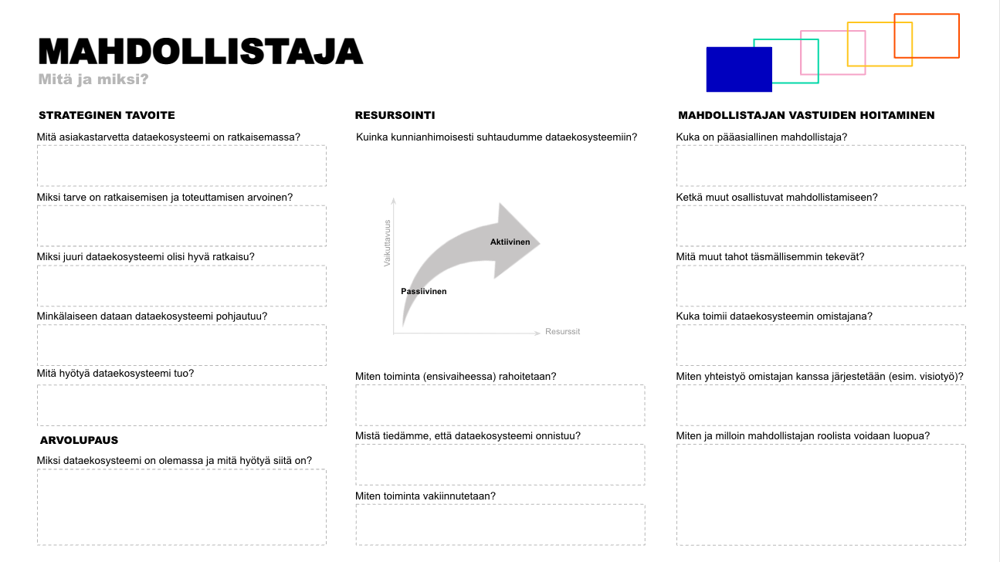 MAHDOLLISTAJA
Mitä ja miksi?
STRATEGINEN TAVOITE
Mitä asiakastarvetta dataekosysteemi on ratkaisemassa?
Miksi tarve on ratkaisemisen ja toteuttamisen arvoinen?
Miksi juuri dataekosysteemi olisi hyvä ratkaisu?
Minkälaiseen dataan dataekosysteemi pohjautuu?
Mitä hyötyä dataekosysteemi tuo?
ARVOLUPAUS
Miksi dataekosysteemi on olemassa ja mitä hyötyä siitä on?
RESURSOINTI
Kuinka kunnianhimoisesti suhtaudumme dataekosysteemiin?
Vaikuttavuus
Aktiivinen
Passiivinen
Resurssit
Miten toiminta (ensivaiheessa) rahoitetaan?
Mistä tiedämme, että dataekosysteemi onnistuu?
Miten toiminta vakiinnutetaan?
MAHDOLLISTAJAN VASTUIDEN HOITAMINEN
Kuka on pääasiallinen mahdollistaja?
Ketkä muut osallistuvat mahdollistamiseen?
Mitä muut tahot täsmällisemmin tekevät?
Kuka toimii dataekosysteemin omistajana?
Miten yhteistyö omistajan kanssa järjestetään (esim. visiotyö)?
Miten ja milloin mahdollistajan roolista voidaan luopua?